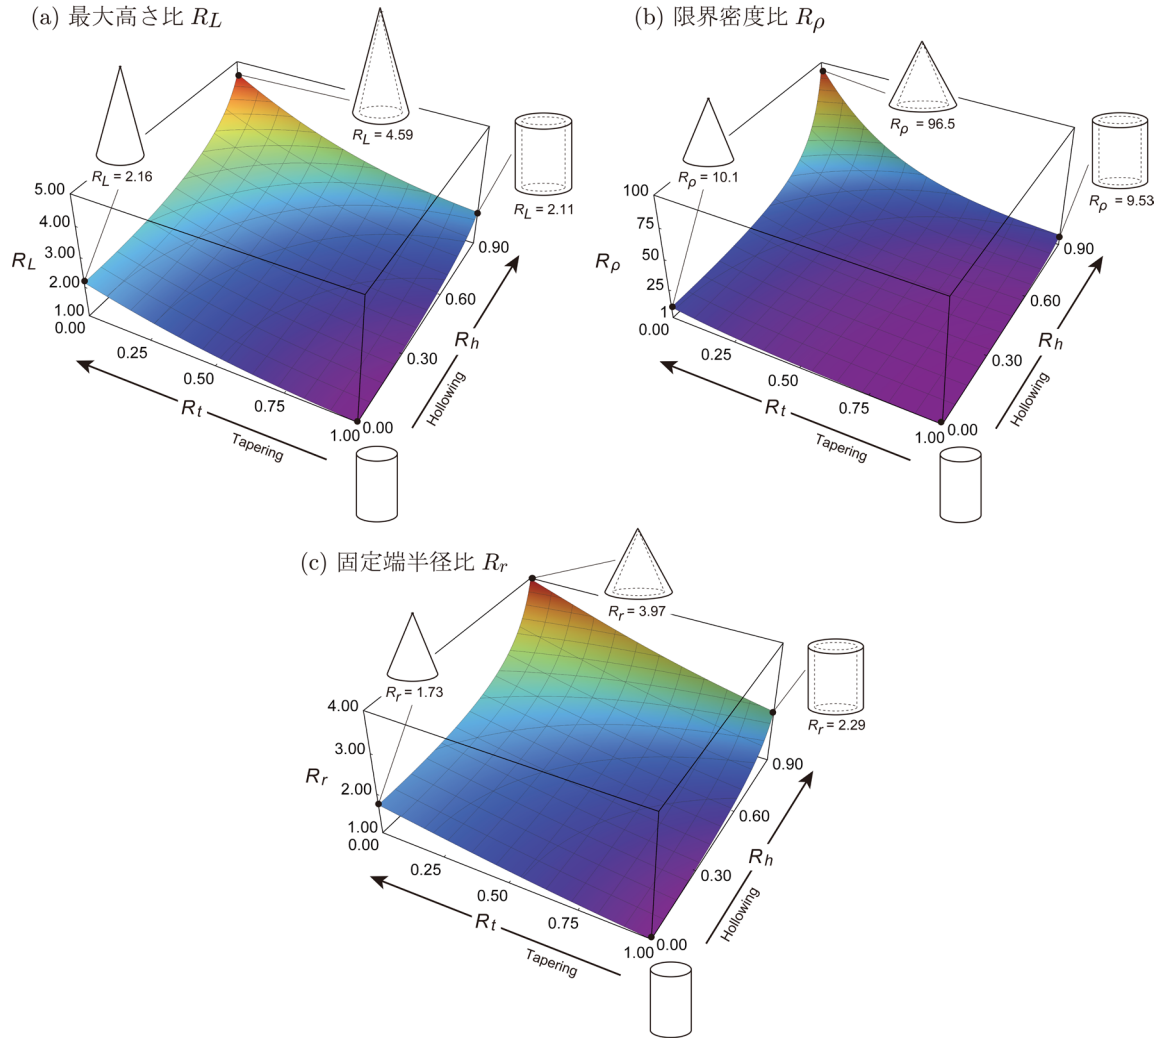 (a) 最大高さ比 R_L
R_L = 4.59
R_L = 2.16
R_L = 2.11
5.00
4.00
3.00
2.00
1.00
R_L
0.00
0.25
0.50
0.75
1.00
R_t
Tapering
0.00
0.30
0.60
0.90
R_h
Hollowing
(b) 限界密度比 R_ρ
R_ρ = 96.5
R_ρ = 10.1
R_ρ = 9.53
100
75
50
25
1
R_ρ
0.00
0.25
0.50
0.75
1.00
R_t
Tapering
0.00
0.30
0.60
0.90
R_h
Hollowing
(c) 固定端半径比 R_r
R_r = 3.97
R_r = 1.73
R_r = 2.29
4.00
3.00
2.00
1.00
R_r
0.00
0.25
0.50
0.75
1.00
R_t
Tapering
0.00
0.30
0.60
0.90
R_h
Hollowing